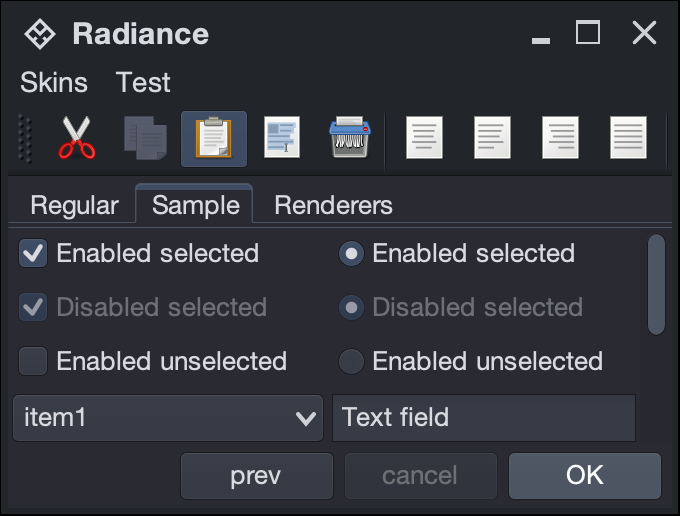 Radiance
Skins Test
Regular Sample Renderers
Enabled selected Enabled selected
Disabled selected Disabled selected
Enabled unselected Enabled unselected
item1 Text field
prev cancel OK